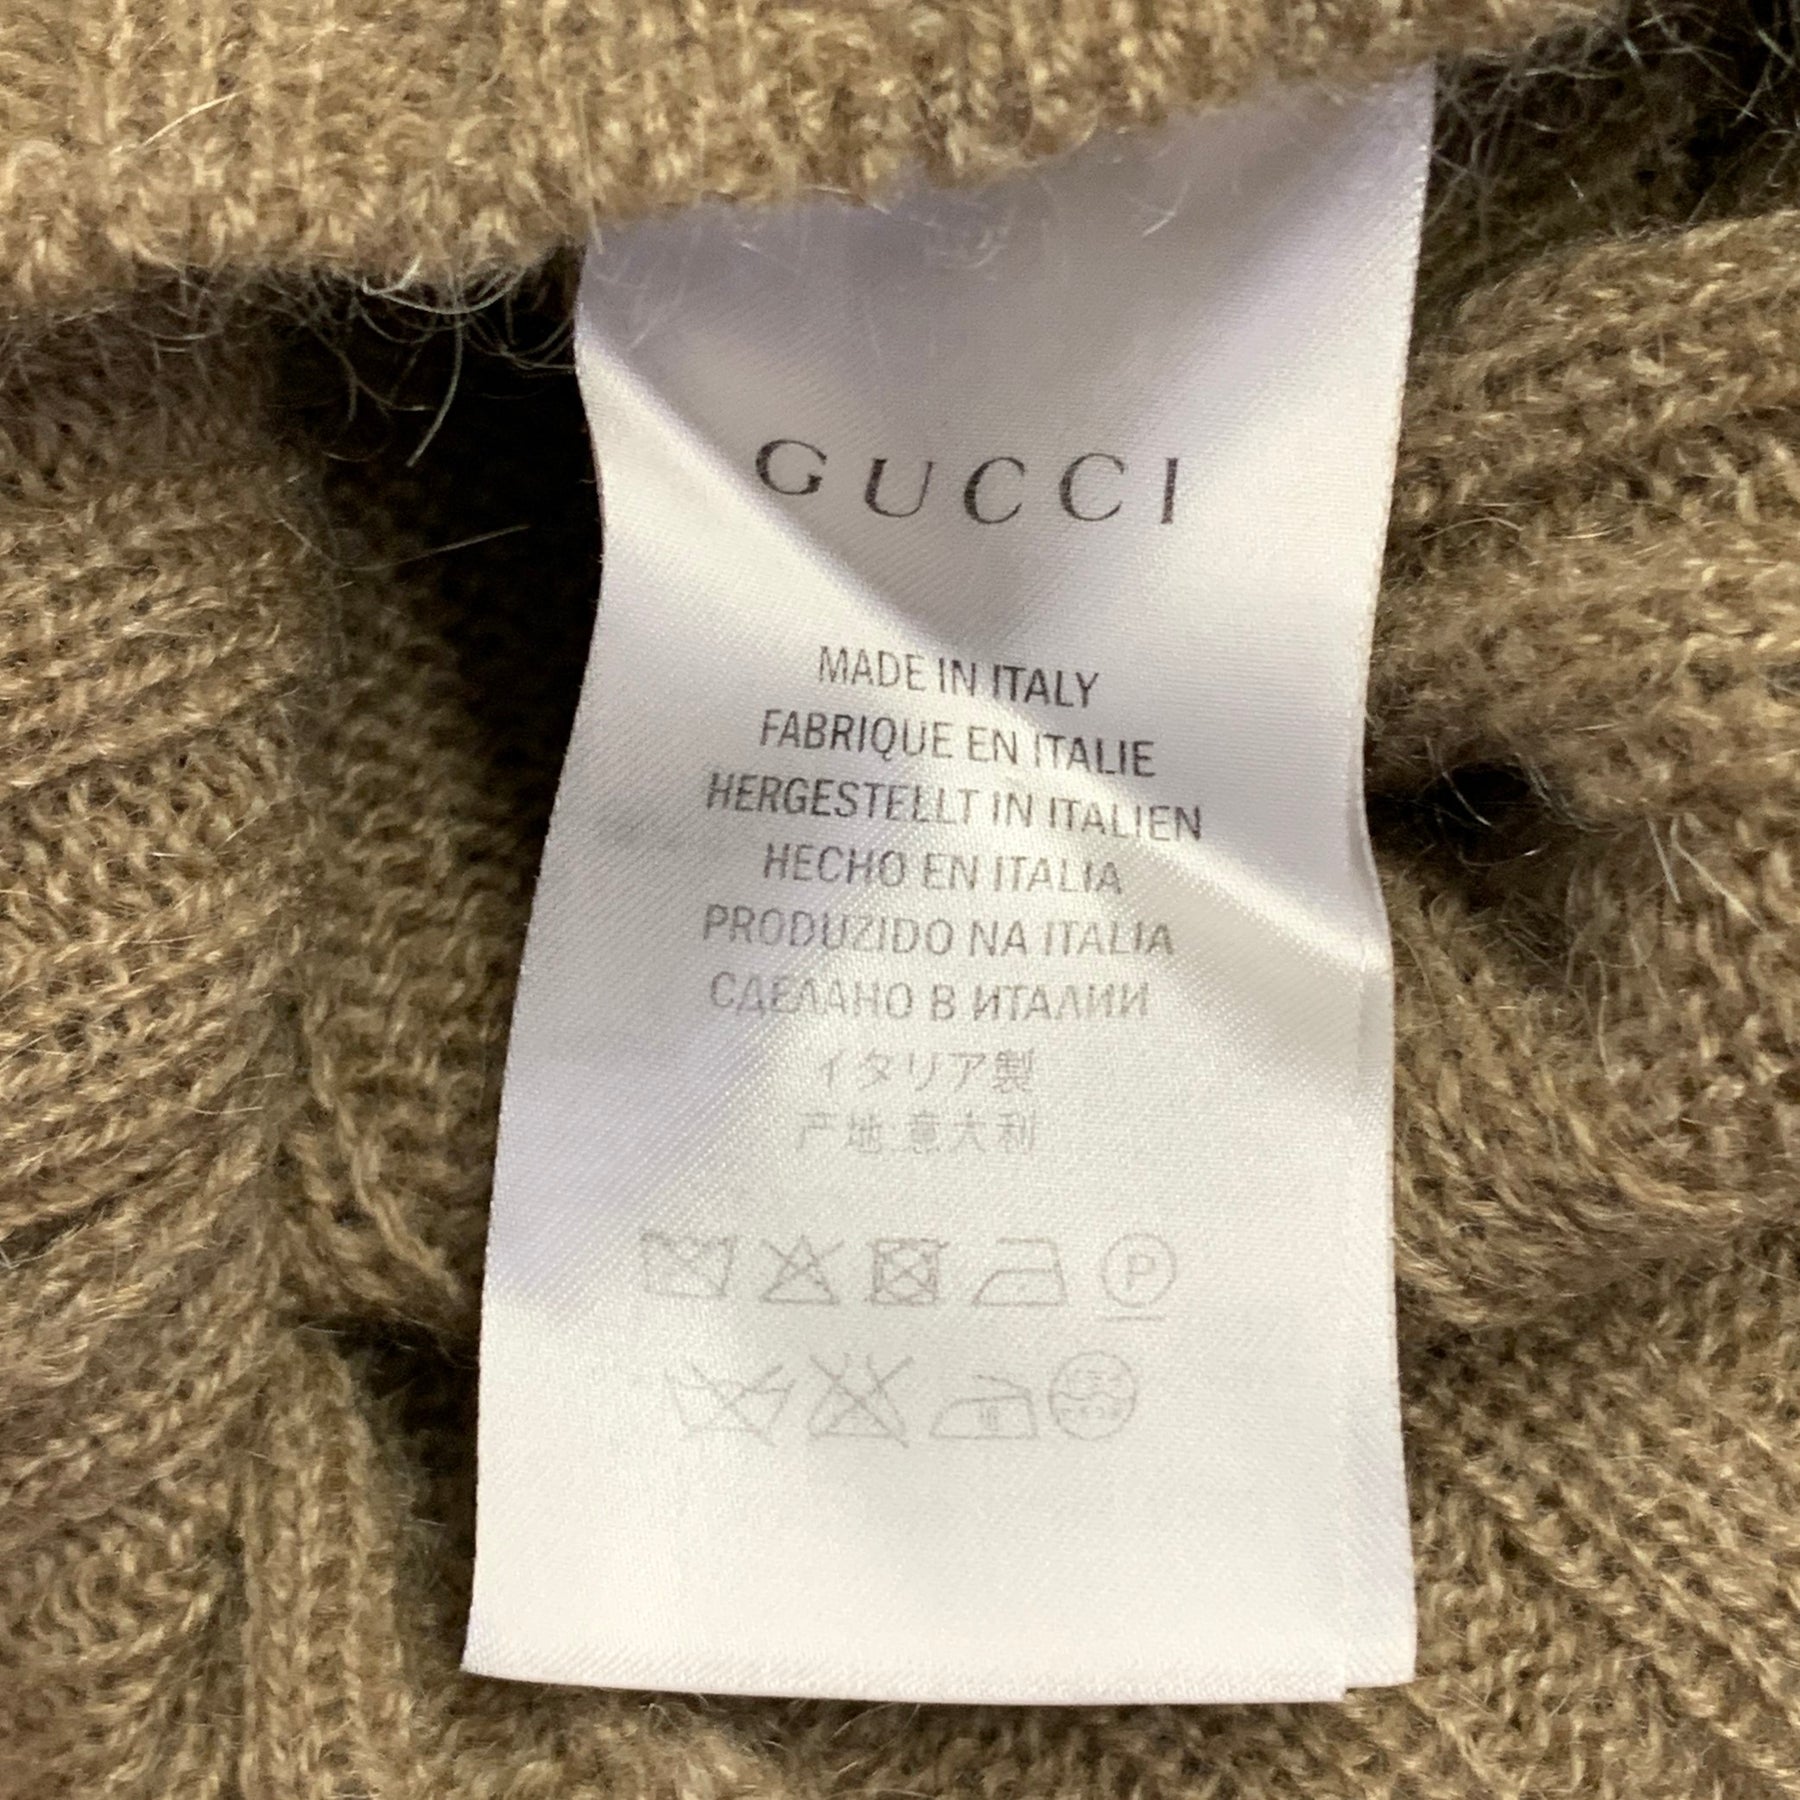 GUCCI
MADE IN ITALY
FABRIQUE EN ITALIE
HERGESTELLT IN ITALIEN
HECHO EN ITALIA
PRODUZIDO NA ITALIA
СДЕЛАНО В ИТАЛИИ
イタリア製
产地:意大利
P